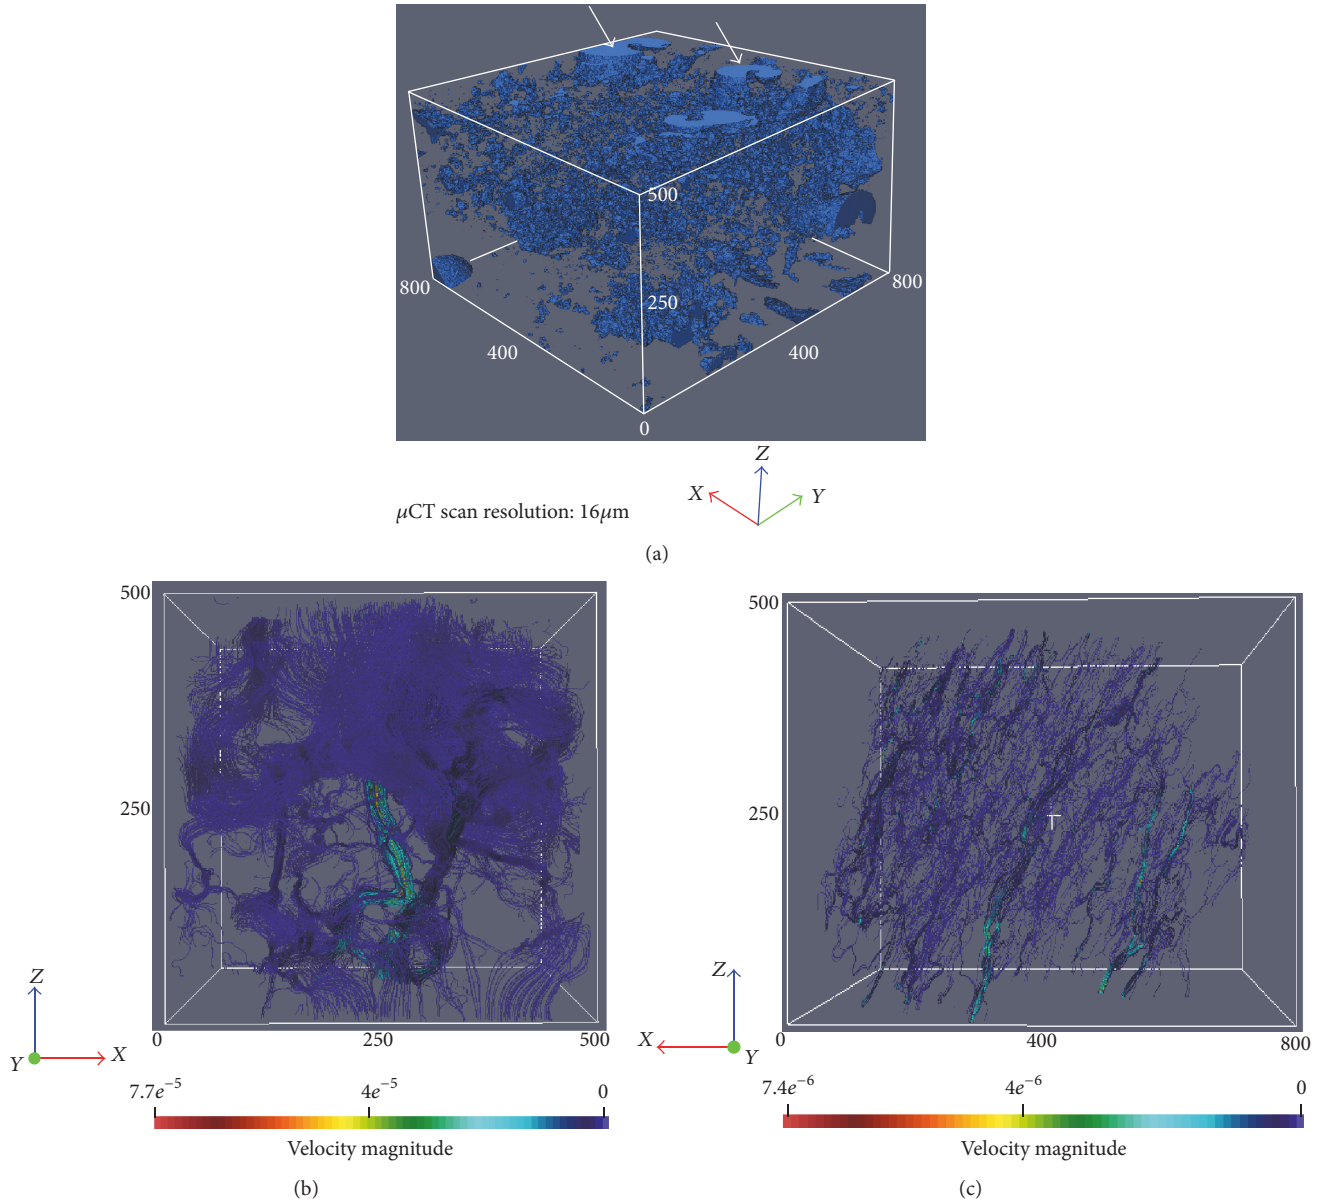 500
800
250
800
400
400
0
Z
X
Y
μCT scan resolution: 16μm
(a)
500
250
0
250
500
Z
Y
X
7.7e⁻⁵
4e⁻⁵
0
Velocity magnitude
(b)
500
250
0
400
800
Z
X
Y
7.4e⁻⁶
4e⁻⁶
0
Velocity magnitude
(c)